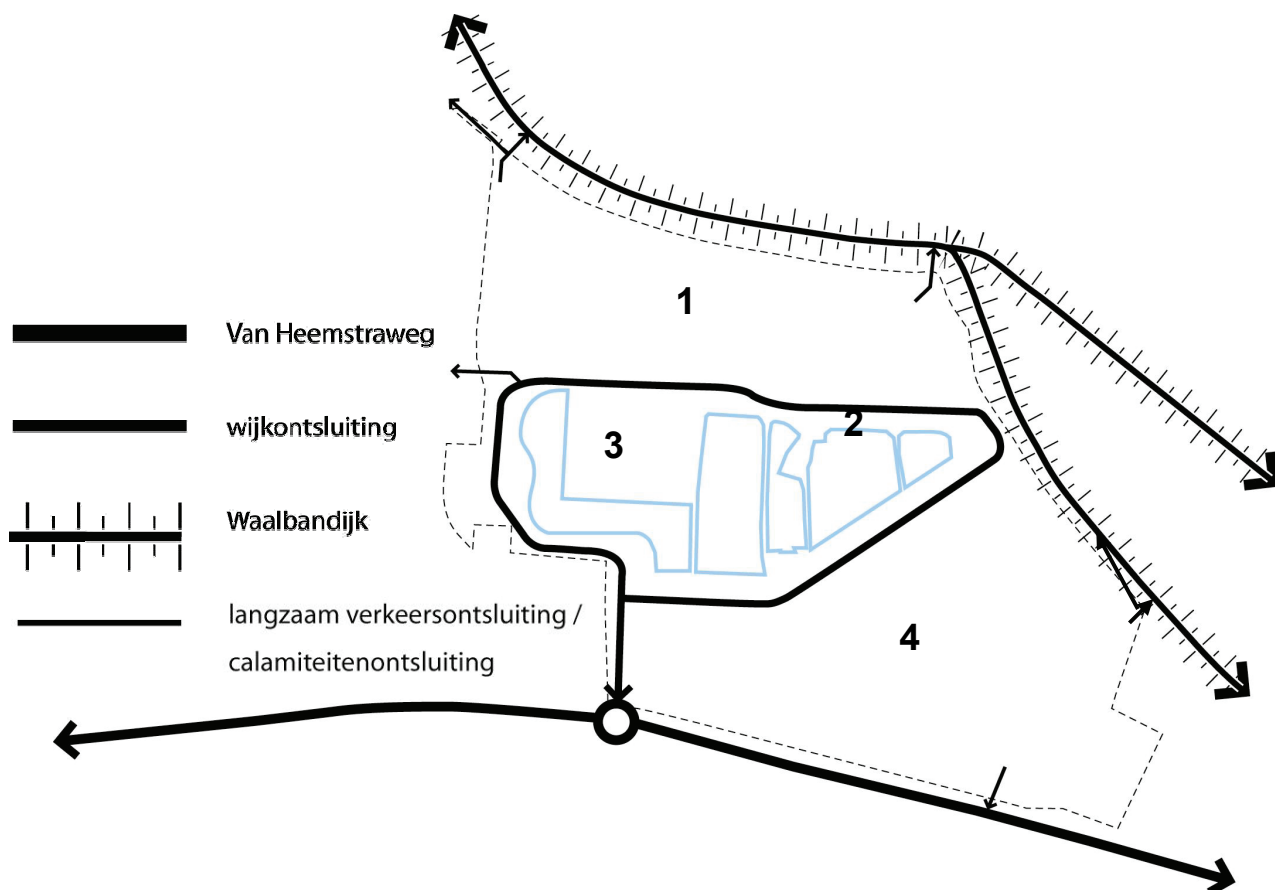 1
2
3
4
Van Heemstraweg
wijkontsluiting
Waalbandijk
langzaam verkeersontsluiting /
calamiteitenontsluiting